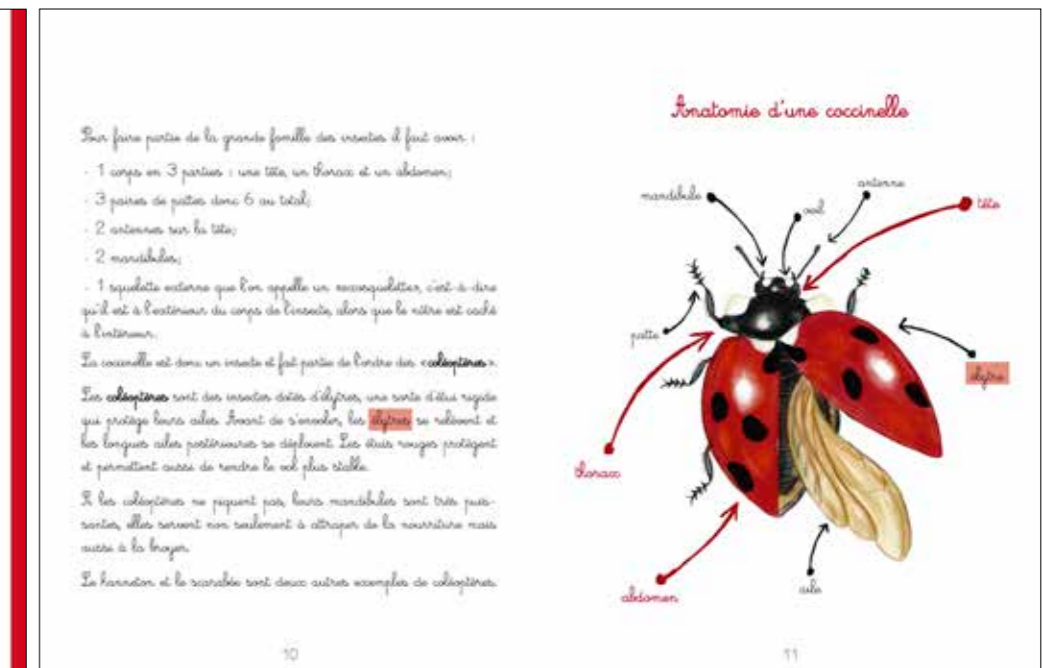 Pour faire partie de la grande famille des insectes il faut avoir :
- 1 corps en 3 parties : une tête, un thorax et un abdomen;
- 3 paires de pattes donc 6 au total;
- 2 antennes sur la tête;
- 2 mandibules;
- 1 squelette externe que l'on appelle un «exosquelette», c'est-à-dire
qu'il est à l'extérieur du corps de l'insecte, alors que le nôtre est caché
à l'intérieur.
La coccinelle est donc un insecte et fait partie de l'ordre des «coléoptères».
Les coléoptères sont des insectes dotés d'élytres, une sorte d'étui rigide
qui protège leurs ailes. Avant de s'envoler, les élytres se relèvent et
les longues ailes postérieures se déploient. Les étuis rouges protègent
et permettent aussi de rendre le vol plus stable.
Si les coléoptères ne piquent pas, leurs mandibules sont très puis-
santes, elles servent non seulement à attraper de la nourriture mais
aussi à la broyer.
Le hanneton et le scarabée sont deux autres exemples de coléoptères.
10
Anatomie d'une coccinelle
mandibule
antenne
œil
tête
patte
élytre
thorax
abdomen
aile
11